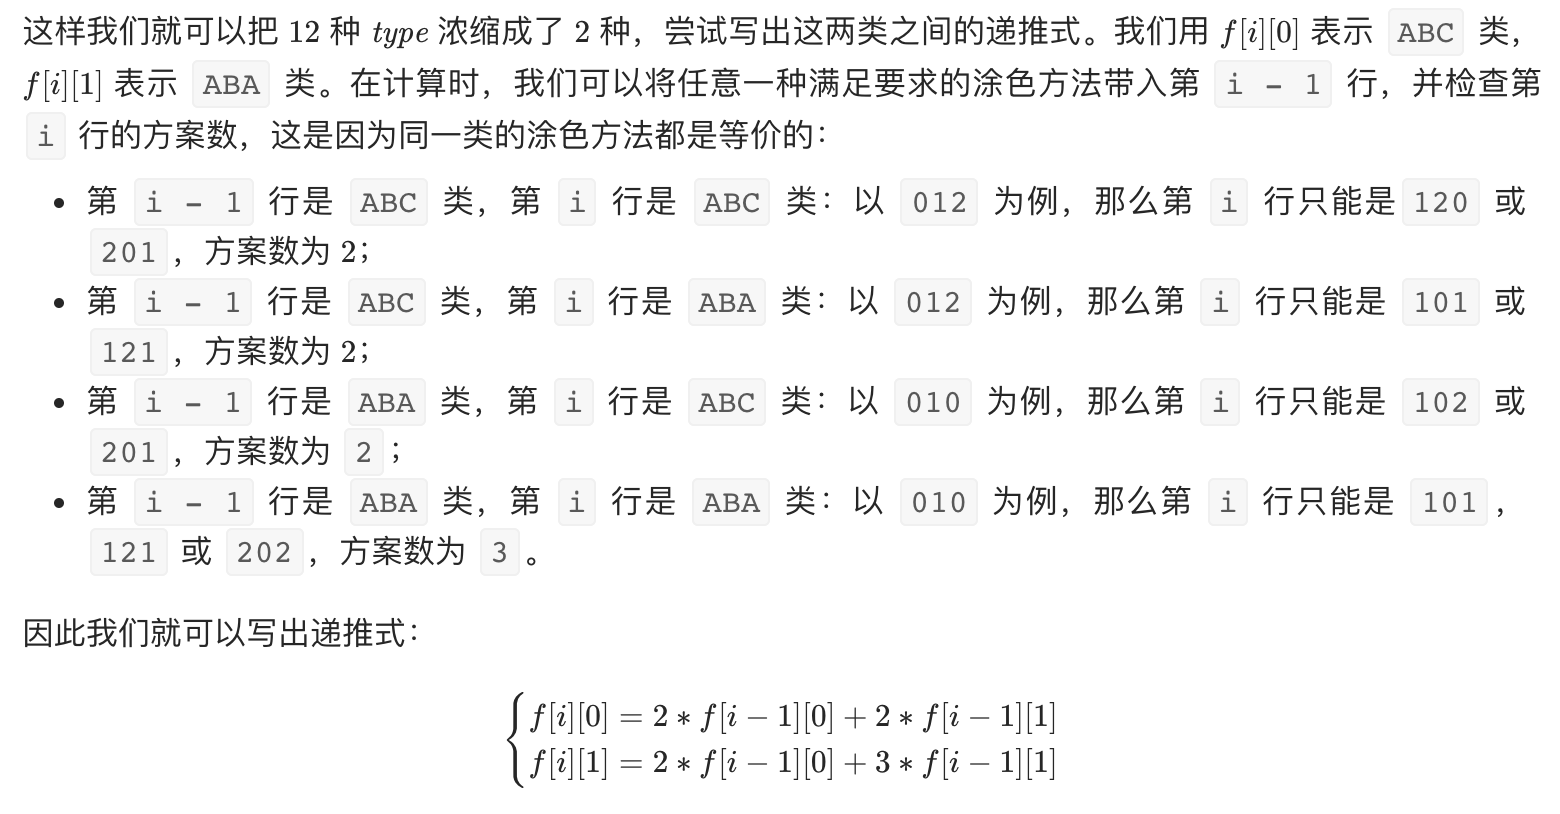 这样我们就可以把 12 种 type 浓缩成了 2 种，尝试写出这两类之间的递推式。我们用 f[i][0] 表示 ABC 类，
f[i][1] 表示 ABA 类。在计算时，我们可以将任意一种满足要求的涂色方法带入第 i - 1 行，并检查第
i 行的方案数，这是因为同一类的涂色方法都是等价的：
• 第 i - 1 行是 ABC 类，第 i 行是 ABC 类：以 012 为例，那么第 i 行只能是 120 或
201 ，方案数为 2；
• 第 i - 1 行是 ABC 类，第 i 行是 ABA 类：以 012 为例，那么第 i 行只能是 101 或
121 ，方案数为 2；
• 第 i - 1 行是 ABA 类，第 i 行是 ABC 类：以 010 为例，那么第 i 行只能是 102 或
201 ，方案数为 2 ；
• 第 i - 1 行是 ABA 类，第 i 行是 ABA 类：以 010 为例，那么第 i 行只能是 101 ，
121 或 202 ，方案数为 3 。
因此我们就可以写出递推式：
f[i][0] = 2 * f[i − 1][0] + 2 * f[i − 1][1]
f[i][1] = 2 * f[i − 1][0] + 3 * f[i − 1][1]